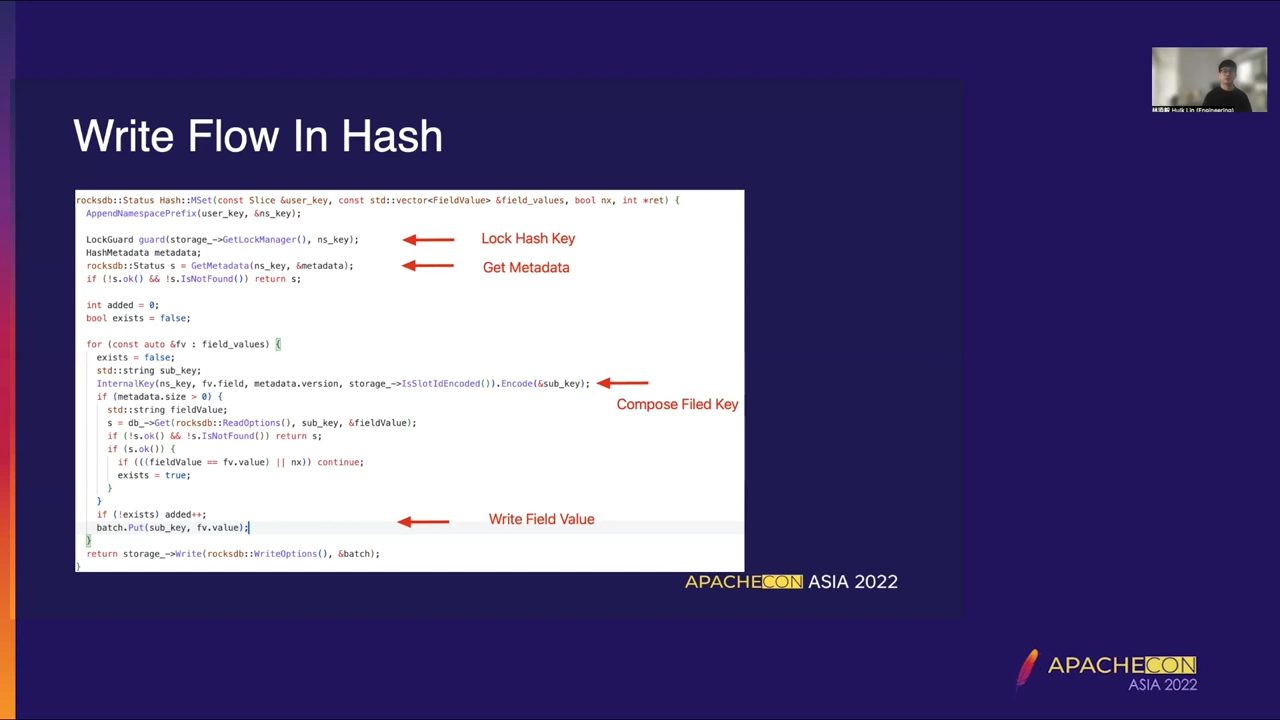 Write Flow In Hash
rocksdb::Status Hash::MSet(const Slice &user_key, const std::vector<FieldValue> &field_values, bool nx, int *ret) {
AppendNamespacePrefix(user_key, &ns_key);
LockGuard guard(storage_->GetLockManager(), ns_key);
Lock Hash Key
HashMetadata metadata;
rocksdb::Status s = GetMetadata(ns_key, &metadata);
Get Metadata
if (!s.ok() && !s.IsNotFound()) return s;
int added = 0;
bool exists = false;
for (const auto &fv : field_values) {
exists = false;
std::string sub_key;
InternalKey(ns_key, fv.field, metadata.version, storage_->IsSlotIdEncoded()).Encode(&sub_key);
Compose Filed Key
if (metadata.size > 0) {
std::string fieldValue;
s = db_->Get(rocksdb::ReadOptions(), sub_key, &fieldValue);
if (!s.ok() && !s.IsNotFound()) return s;
if (s.ok()) {
if (((fieldValue == fv.value) || nx)) continue;
exists = true;
}
}
if (!exists) added++;
batch.Put(sub_key, fv.value);
Write Field Value
}
return storage_->Write(rocksdb::WriteOptions(), &batch);
}
APACHECON ASIA 2022
Hulk Lin (Engineering)
APACHECON
ASIA 2022